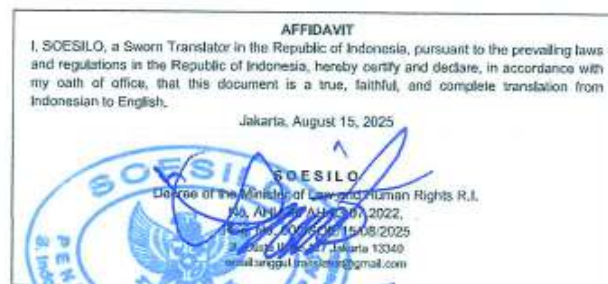 AFFIDAVIT
I, SOESILO, a Sworn Translator in the Republic of Indonesia, pursuant to the prevailing laws
and regulations in the Republic of Indonesia, hereby certify and declare, in accordance with
my oath of office, that this document is a true, faithful, and complete translation from
Indonesian to English.
Jakarta, August 15, 2025
SOESILO
Decree of the Minister of Law and Human Rights R.I.
2022,
15/08/2025
Jakarta 13340
@gmail.com
SOESIL